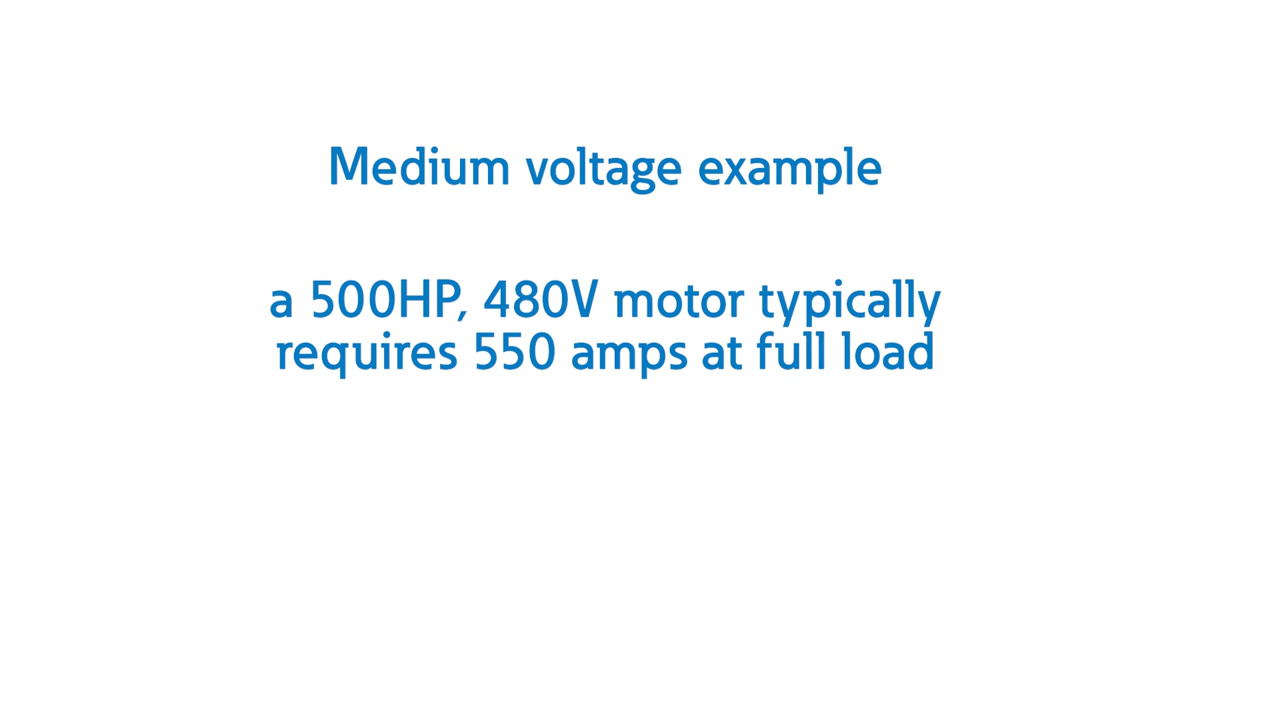 Medium voltage example
a 500HP, 480V motor typically
requires 550 amps at full load